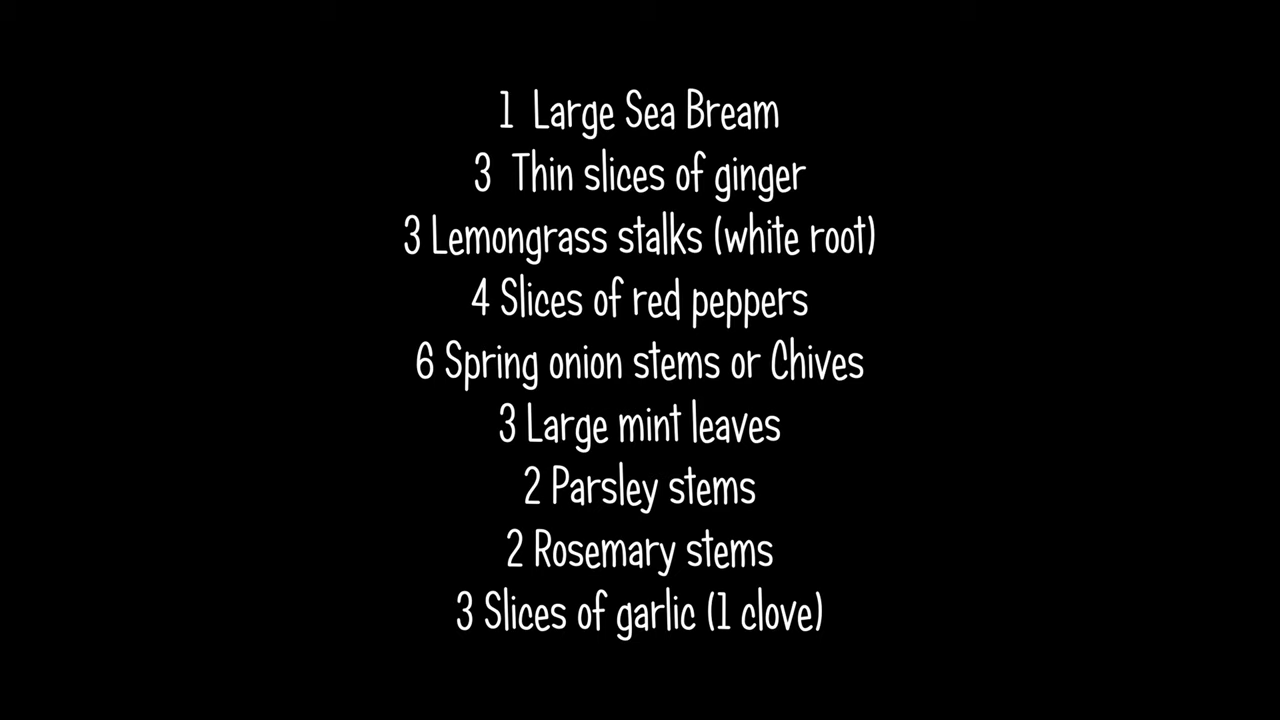 1 Large Sea Bream
3 Thin slices of ginger
3 Lemongrass stalks (white root)
4 Slices of red peppers
6 Spring onion stems or Chives
3 Large mint leaves
2 Parsley stems
2 Rosemary stems
3 Slices of garlic (1 clove)